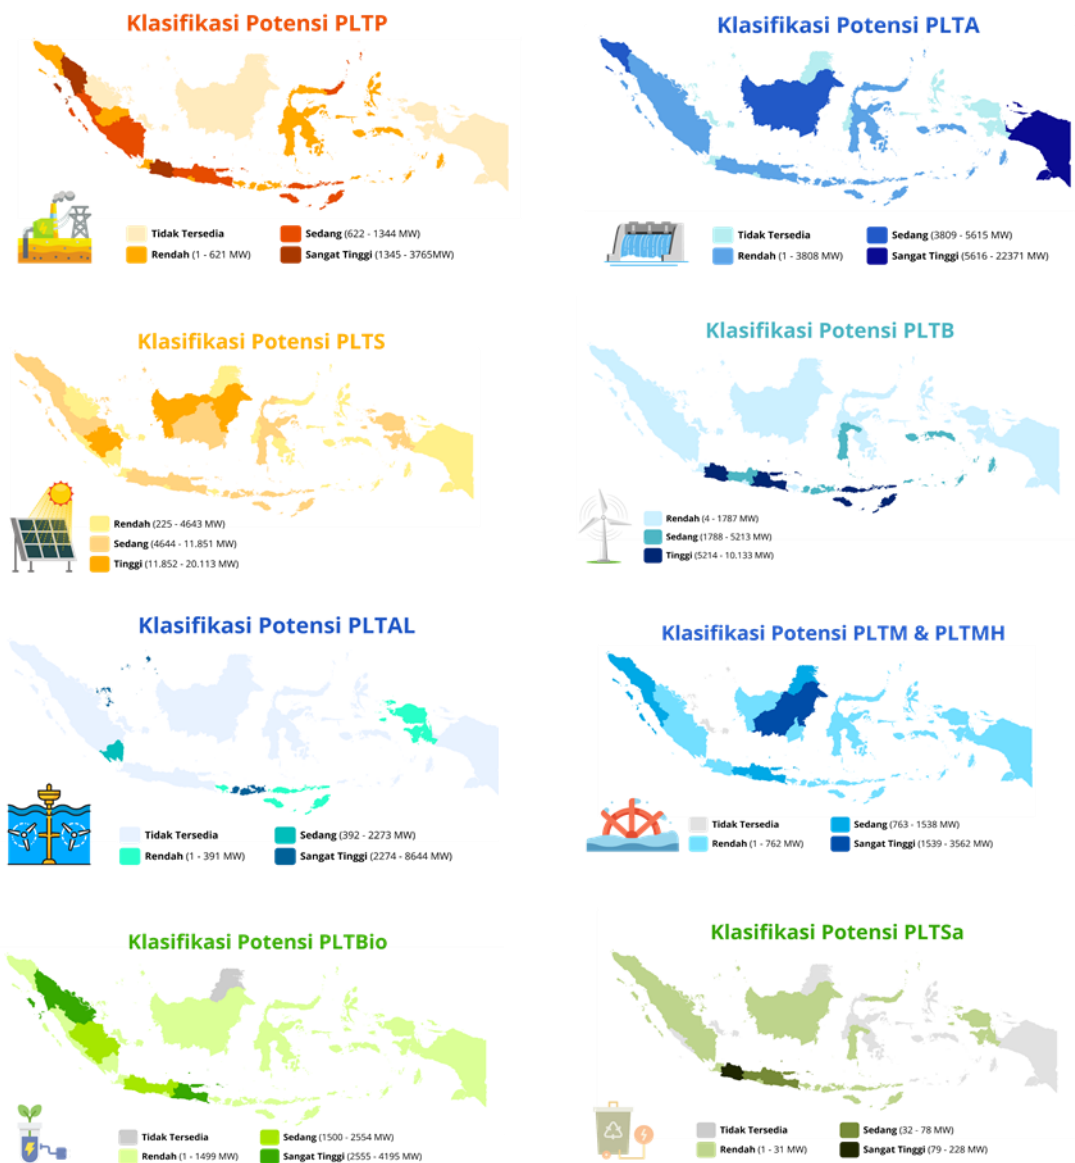 Klasifikasi Potensi PLTP
Tidak Tersedia
Rendah (1 - 621 MW)
Sedang (622 - 1344 MW)
Sangat Tinggi (1345 - 3765MW)
Klasifikasi Potensi PLTA
Tidak Tersedia
Rendah (1 - 3808 MW)
Sedang (3809 - 5615 MW)
Sangat Tinggi (5616 - 22371 MW)
Klasifikasi Potensi PLTS
Rendah (225 - 4643 MW)
Sedang (4644 - 11.851 MW)
Tinggi (11.852 - 20.113 MW)
Klasifikasi Potensi PLTB
Rendah (4 - 1787 MW)
Sedang (1788 - 5213 MW)
Tinggi (5214 - 10.133 MW)
Klasifikasi Potensi PLTAL
Tidak Tersedia
Rendah (1 - 391 MW)
Sedang (392 - 2273 MW)
Sangat Tinggi (2274 - 8644 MW)
Klasifikasi Potensi PLTM & PLTMH
Tidak Tersedia
Rendah (1 - 762 MW)
Sedang (763 - 1538 MW)
Sangat Tinggi (1539 - 3562 MW)
Klasifikasi Potensi PLTBio
Tidak Tersedia
Rendah (1 - 1499 MW)
Sedang (1500 - 2554 MW)
Sangat Tinggi (2555 - 4195 MW)
Klasifikasi Potensi PLTSa
Tidak Tersedia
Rendah (1 - 31 MW)
Sedang (32 - 78 MW)
Sangat Tinggi (79 - 228 MW)